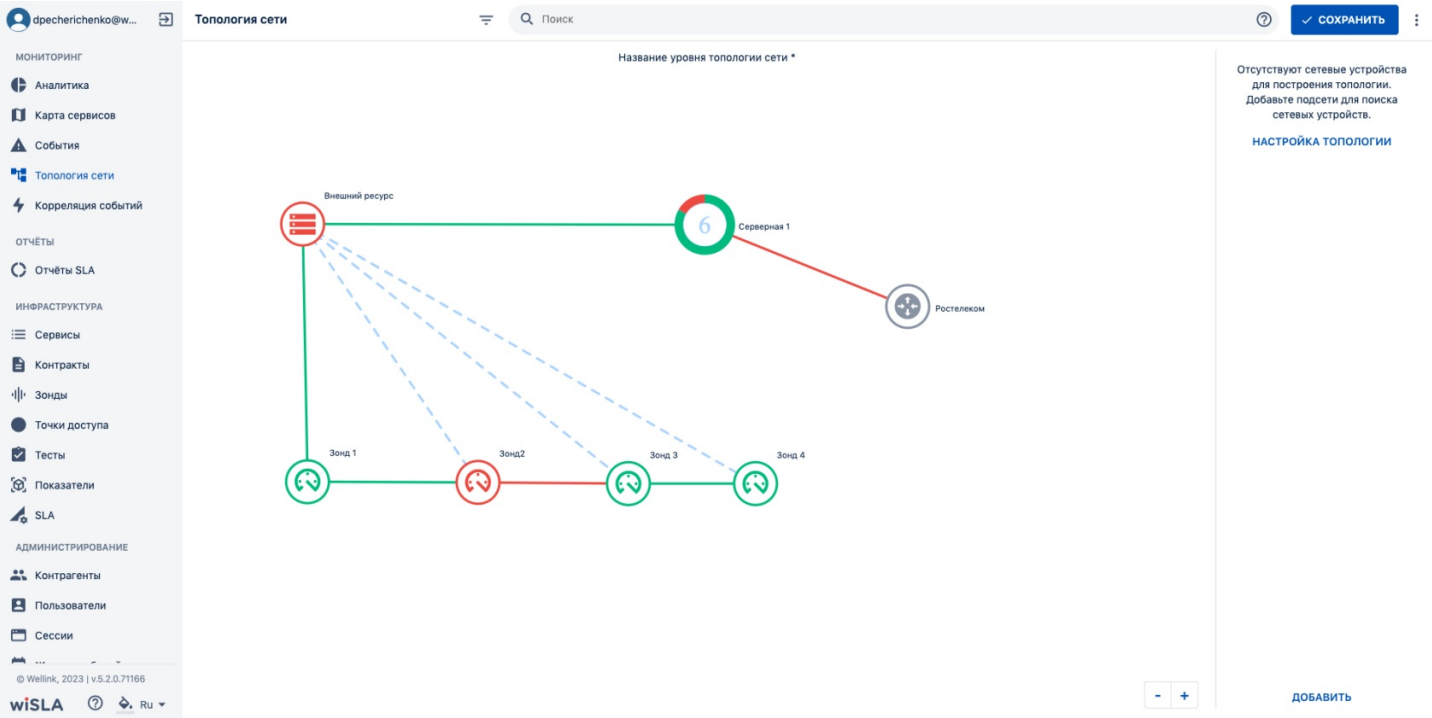 dpecherichenko@w...
Топология сети
Поиск
СОХРАНИТЬ
МОНИТОРИНГ
Аналитика
Карта сервисов
События
Топология сети
Корреляция событий
ОТЧЁТЫ
Отчёты SLA
ИНФРАСТРУКТУРА
Сервисы
Контракты
Зонды
Точки доступа
Тесты
Показатели
SLA
АДМИНИСТРИРОВАНИЕ
Контрагенты
Пользователи
Сессии
© Wellink, 2023 | v.5.2.0.71166
wiSLA
Ru
Название уровня топологии сети *
Внешний ресурс
6
Серверная 1
Ростелеком
Зонд 1
Зонд2
Зонд 3
Зонд 4
- +
Отсутствуют сетевые устройства
для построения топологии.
Добавьте подсети для поиска
сетевых устройств.
НАСТРОЙКА ТОПОЛОГИИ
ДОБАВИТЬ